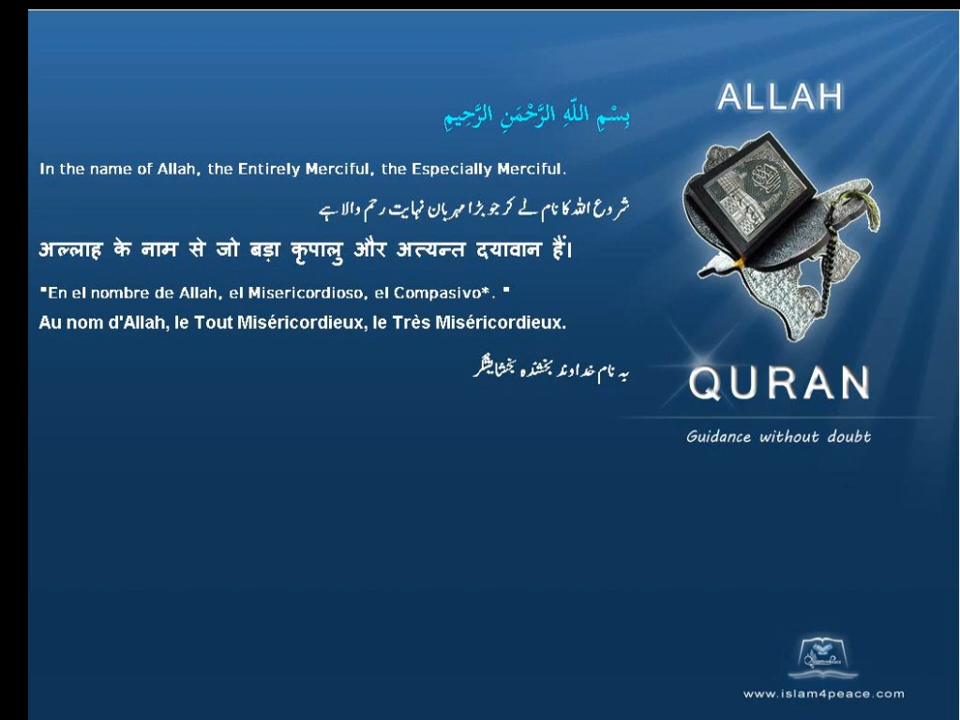 بِسْمِ اللَّهِ الرَّحْمَنِ الرَّحِيمِ
In the name of Allah, the Entirely Merciful, the Especially Merciful.
شروع الله کا نام لے کر جو بڑا مہربان نہایت رحم والا ہے
अल्लाह के नाम से जो बड़ा कृपालु और अत्यन्त दयावान हैं।
"En el nombre de Allah, el Misericordioso, el Compasivo*. "
Au nom d'Allah, le Tout Miséricordieux, le Très Miséricordieux.
به نام خداوند بخشنده بخشایشگر
ALLAH
QURAN
Guidance without doubt
www.islam4peace.com